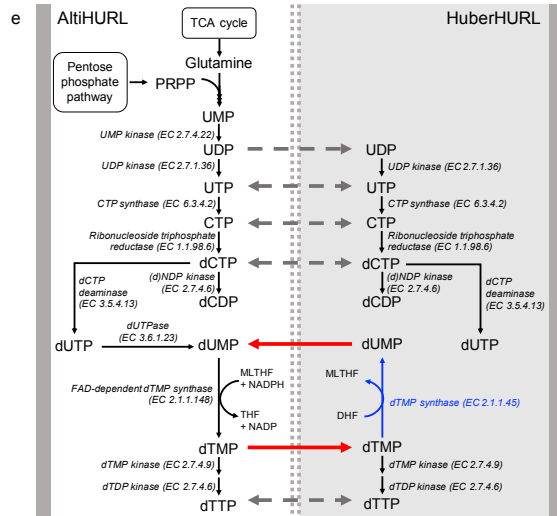 e
AltiHURL
HuberHURL
TCA cycle
Pentose
phosphate
pathway
PRPP
Glutamine
UMP
UMP kinase (EC 2.7.4.22)
UDP
UDP
UDP kinase (EC 2.7.1.36)
UDP kinase (EC 2.7.1.36)
UTP
UTP
CTP synthase (EC 6.3.4.2)
CTP synthase (EC 6.3.4.2)
CTP
CTP
Ribonucleoside triphosphate
reductase (EC 1.1.98.6)
Ribonucleoside triphosphate
reductase (EC 1.1.98.6)
dCTP
dCTP
dCTP
deaminase
(EC 3.5.4.13)
(d)NDP kinase
(EC 2.7.4.6)
(d)NDP kinase
(EC 2.7.4.6)
dCTP
deaminase
(EC 3.5.4.13)
dCDP
dCDP
dUTPase
(EC 3.6.1.23)
dUTP
dUMP
dUMP
dUTP
FAD-dependent dTMP synthase
(EC 2.1.1.148)
MLTHF
+ NADPH
THF
+ NADP
MLTHF
DHF
dTMP synthase (EC 2.1.1.45)
dTMP
dTMP
dTMP kinase (EC 2.7.4.9)
dTMP kinase (EC 2.7.4.9)
dTDP kinase (EC 2.7.4.6)
dTDP kinase (EC 2.7.4.6)
dTTP
dTTP